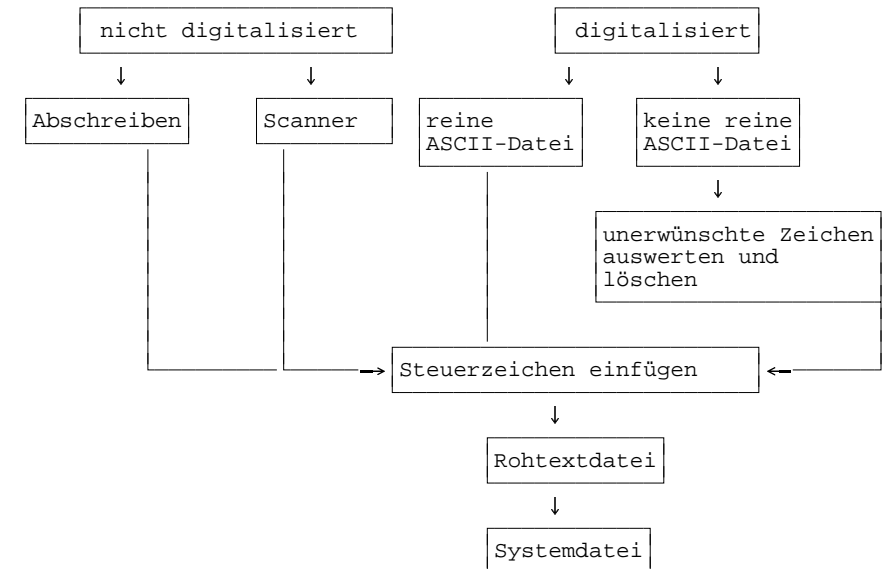 nicht digitalisiert
digitalisiert
Abschreiben
Scanner
reine
ASCII-Datei
keine reine
ASCII-Datei
unerwünschte Zeichen
auswerten und
löschen
Steuerzeichen einfügen
Rohtextdatei
Systemdatei